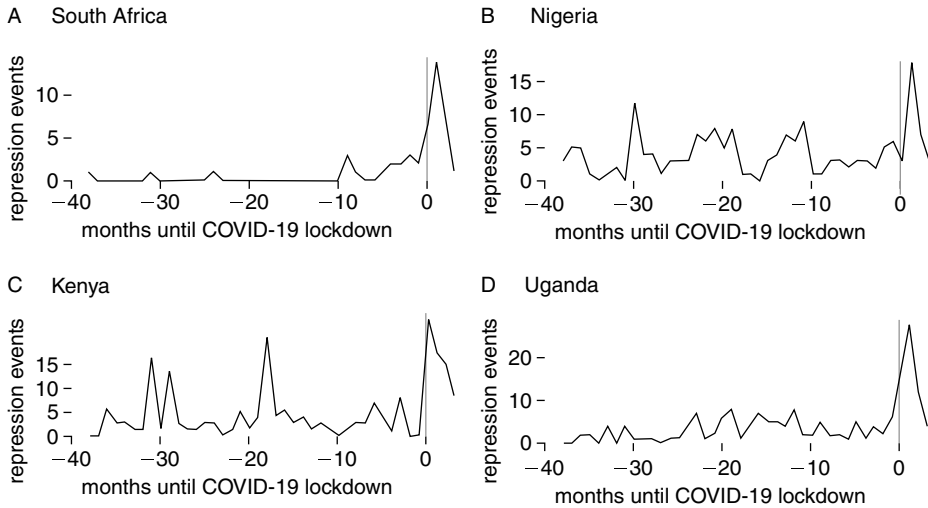 A South Africa
repression events
10
5
0
−40 −30 −20 −10 0
months until COVID-19 lockdown
B Nigeria
repression events
15
10
5
0
−40 −30 −20 −10 0
months until COVID-19 lockdown
C Kenya
repression events
15
10
5
0
−40 −30 −20 −10 0
months until COVID-19 lockdown
D Uganda
repression events
20
10
0
−40 −30 −20 −10 0
months until COVID-19 lockdown